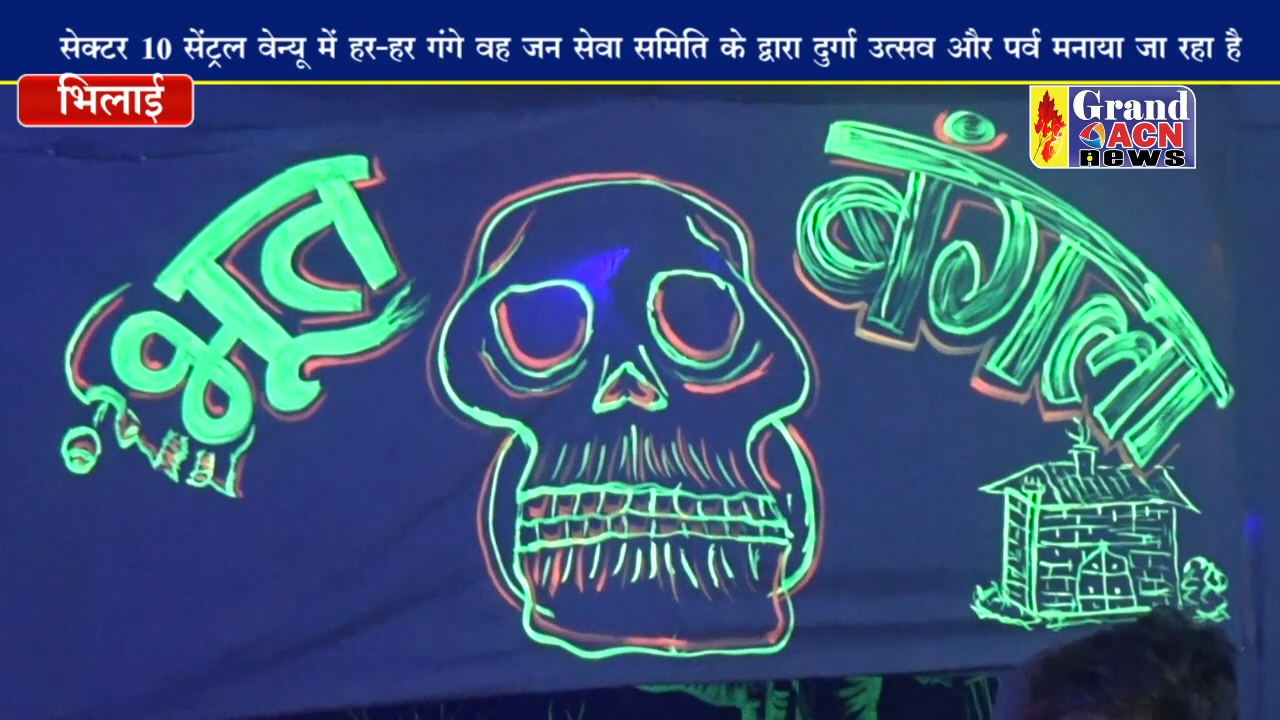 सेक्टर 10 सेंट्रल वेन्यू में हर-हर गंगे वह जन सेवा समिति के द्वारा दुर्गा उत्सव और पर्व मनाया जा रहा है
भिलाई
Grand
ACN
news
भूत बंगला